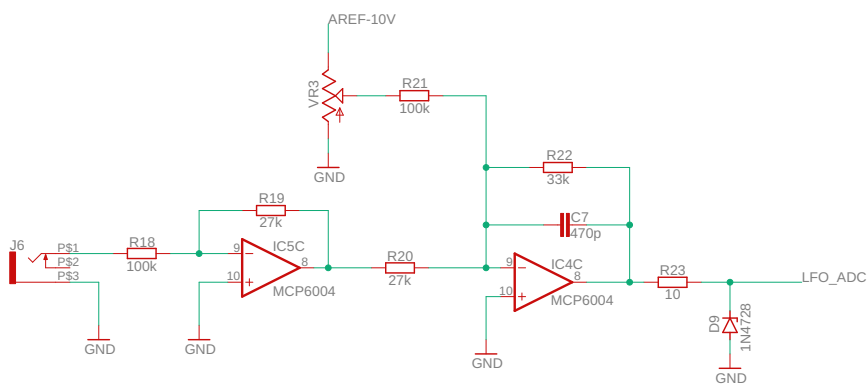 AREF-10V
VR3
R21
100k
GND
R22
33k
C7
470p
R19
27k
J6
P$1
P$2
P$3
R18
100k
9
10
8
IC5C
MCP6004
R20
27k
9
10
8
IC4C
MCP6004
R23
10
LFO_ADC
D9
1N4728
GND
GND
GND
GND